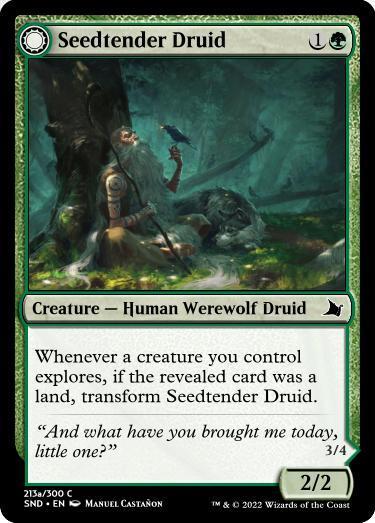 Seedtender Druid 1
Creature — Human Werewolf Druid
Whenever a creature you control
explores, if the revealed card was a
land, transform Seedtender Druid.
“And what have you brought me today,
little one?”
3/4
2/2
213a/300 C
SND • EN Manuel Castañon
™ & © 2022 Wizards of the Coast